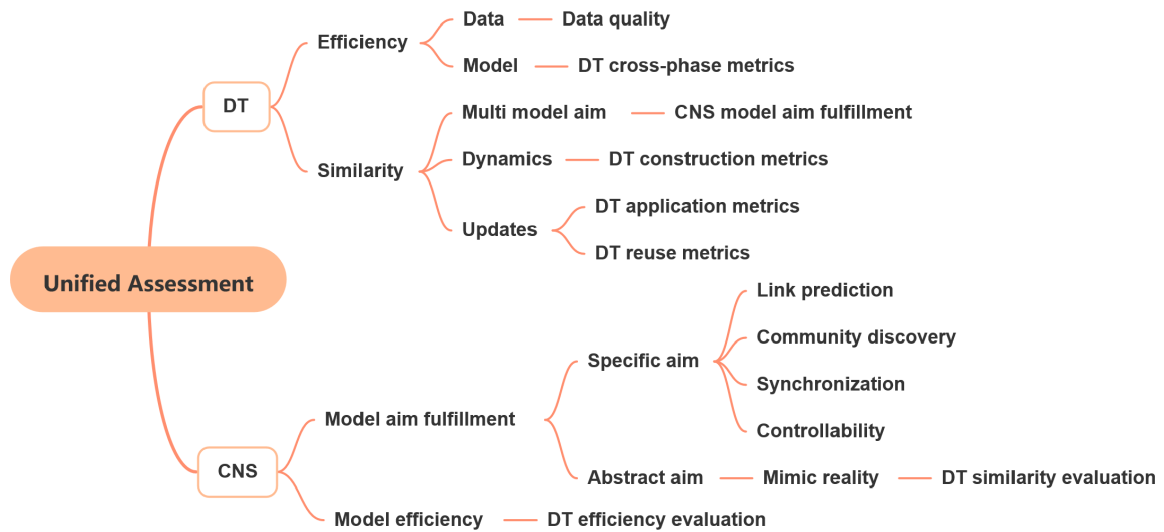 Unified Assessment
DT
Efficiency
Data
Data quality
Model
DT cross-phase metrics
Similarity
Multi model aim
CNS model aim fulfillment
Dynamics
DT construction metrics
Updates
DT application metrics
DT reuse metrics
CNS
Model aim fulfillment
Specific aim
Link prediction
Community discovery
Synchronization
Controllability
Abstract aim
Mimic reality
DT similarity evaluation
Model efficiency
DT efficiency evaluation